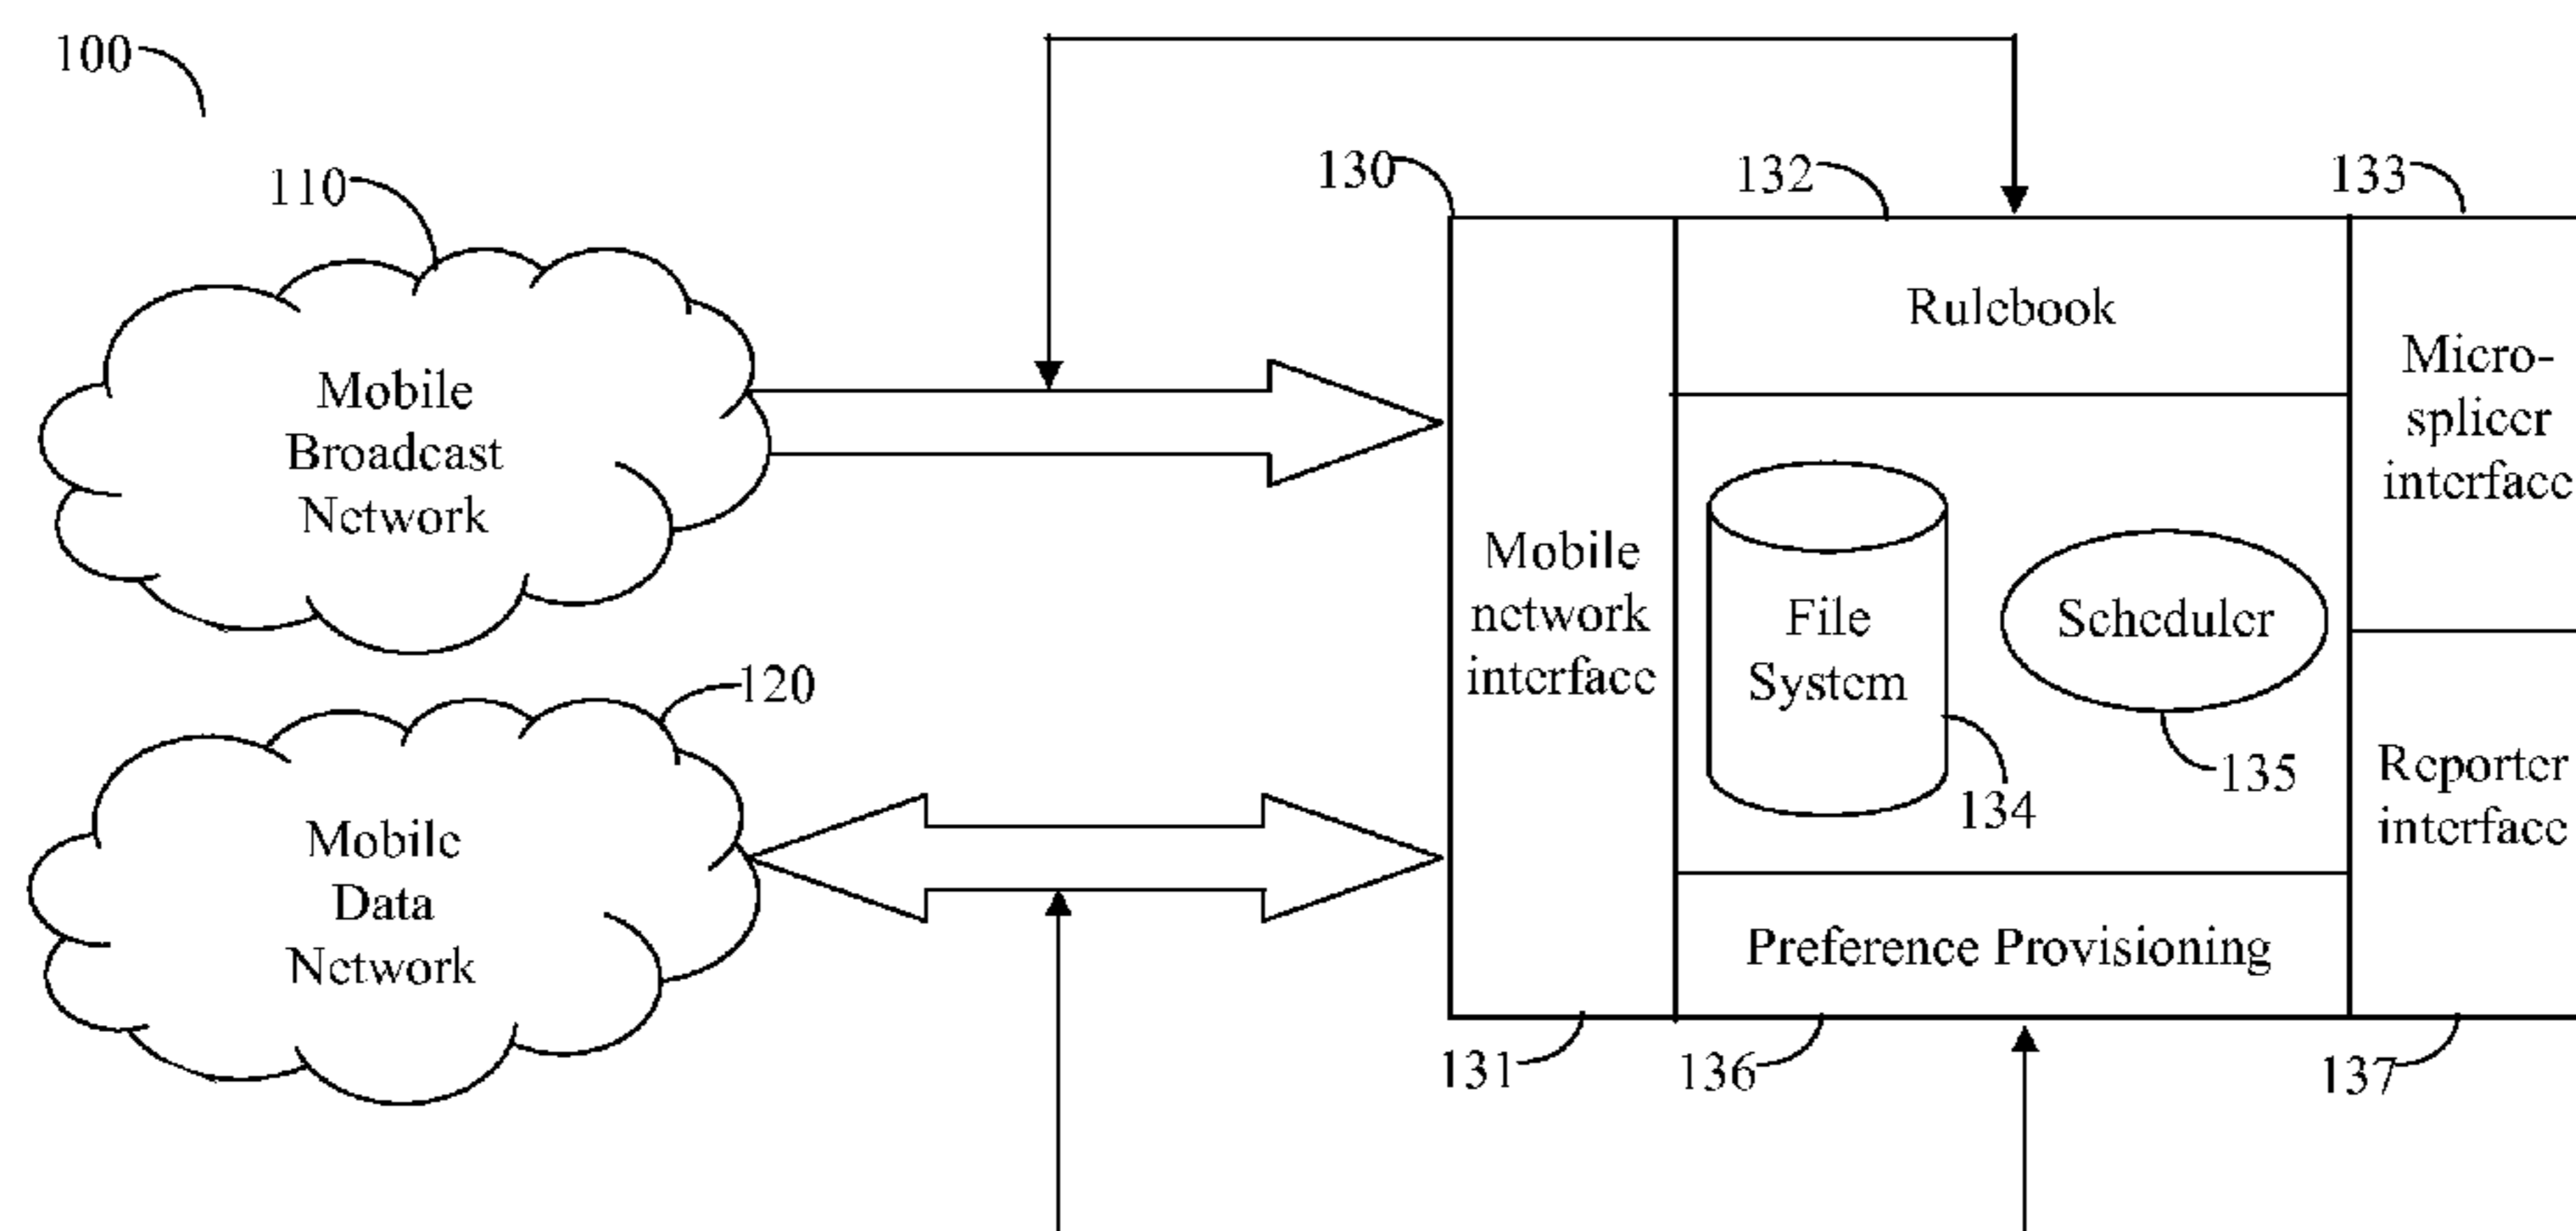 100
110
130
132
133
Mobile
Broadcast
Network
Rulebook
Micro-
splicer
interface
Mobile
network
interface
File
System
Scheduler
134
135
120
Mobile
Data
Network
Reporter
interface
Preference Provisioning
131
136
137